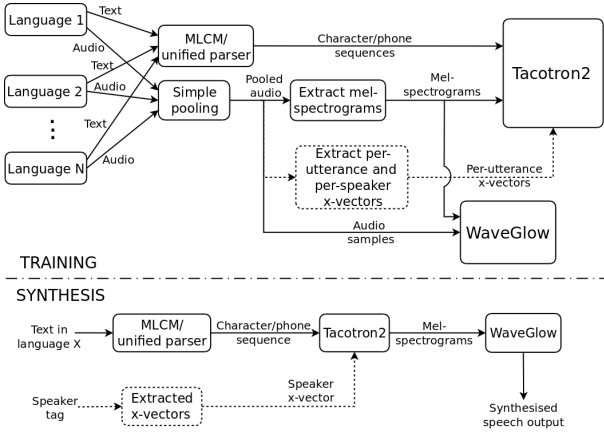 Language 1
Text
Audio
Language 2
Text
Audio
Text
Language N
Audio
MLCM/
unified parser
Character/phone
sequences
Simple
pooling
Pooled
audio
Extract mel-
spectrograms
Mel-
spectrograms
Tacotron2
Extract per-
utterance and
per-speaker
x-vectors
Per-utterance
x-vectors
Audio
samples
WaveGlow
TRAINING
SYNTHESIS
Text in
language X
MLCM/
unified parser
Character/phone
sequence
Tacotron2
Mel-
spectrograms
WaveGlow
Speaker
tag
Extracted
x-vectors
Speaker
x-vector
Synthesised
speech output